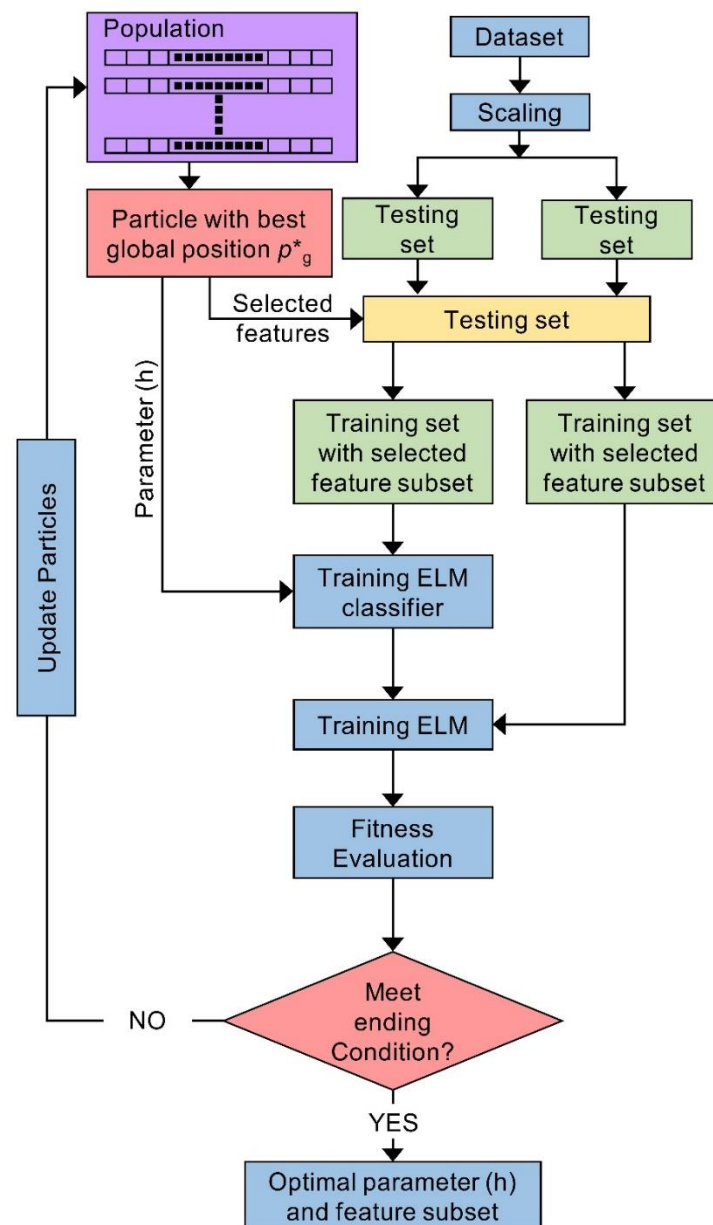 Population
Dataset
Scaling
Particle with best
global position p*g
Testing
set
Testing
set
Selected
features
Testing set
Parameter (h)
Training set
with selected
feature subset
Training set
with selected
feature subset
Update Particles
Training ELM
classifier
Training ELM
Fitness
Evaluation
Meet
ending
Condition?
NO
YES
Optimal parameter (h)
and feature subset